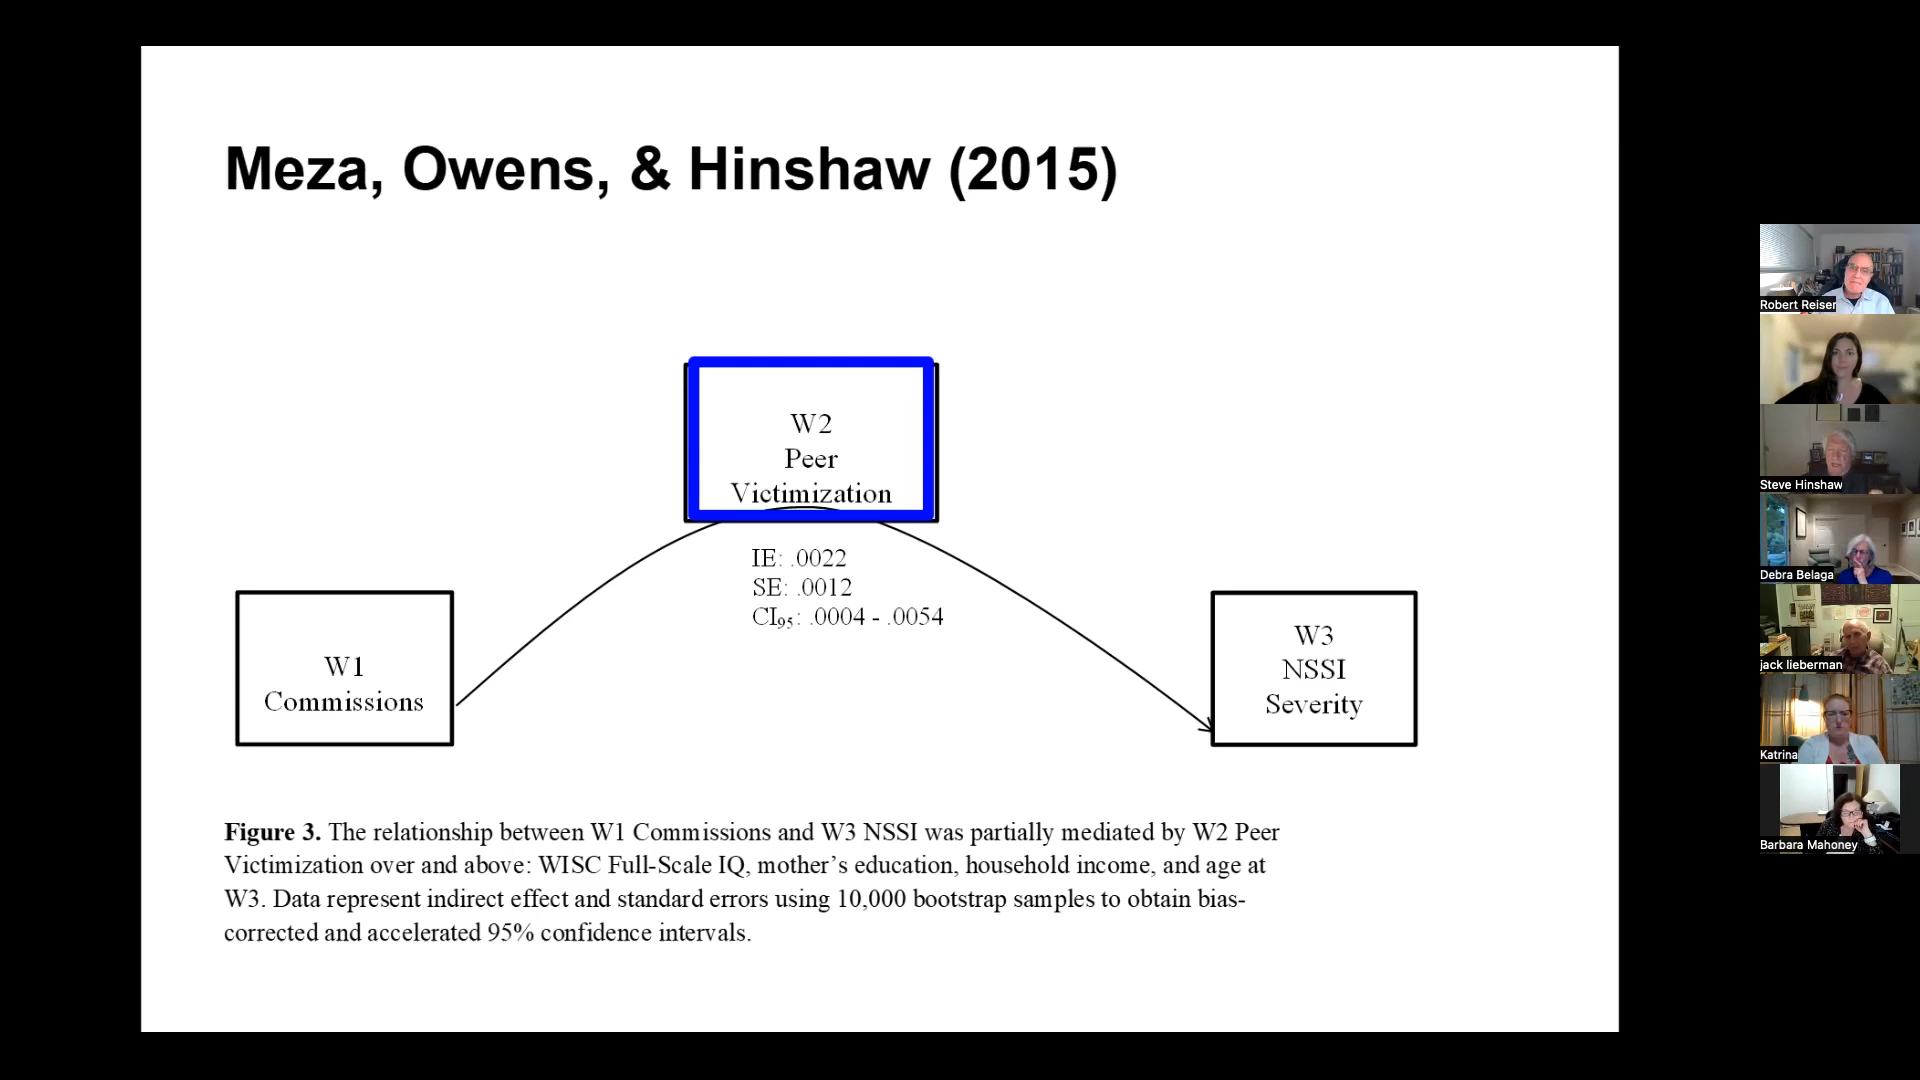 Meza, Owens, & Hinshaw (2015)
W2
Peer
Victimization
IE: .0022
SE: .0012
CI₉₅: .0004 - .0054
W1
Commissions
W3
NSSI
Severity
Figure 3. The relationship between W1 Commissions and W3 NSSI was partially mediated by W2 Peer
Victimization over and above: WISC Full-Scale IQ, mother’s education, household income, and age at
W3. Data represent indirect effect and standard errors using 10,000 bootstrap samples to obtain bias-
corrected and accelerated 95% confidence intervals.
Robert Reiser
Steve Hinshaw
Debra Belaga
jack lieberman
Katrina
Barbara Mahoney